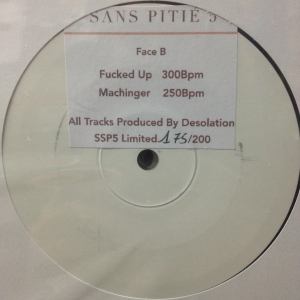 SANS PITIÉ 5
Face B
Fucked Up 300Bpm
Machinger 250Bpm
All Tracks Produced By Desolation
SSP5 Limited 175/200